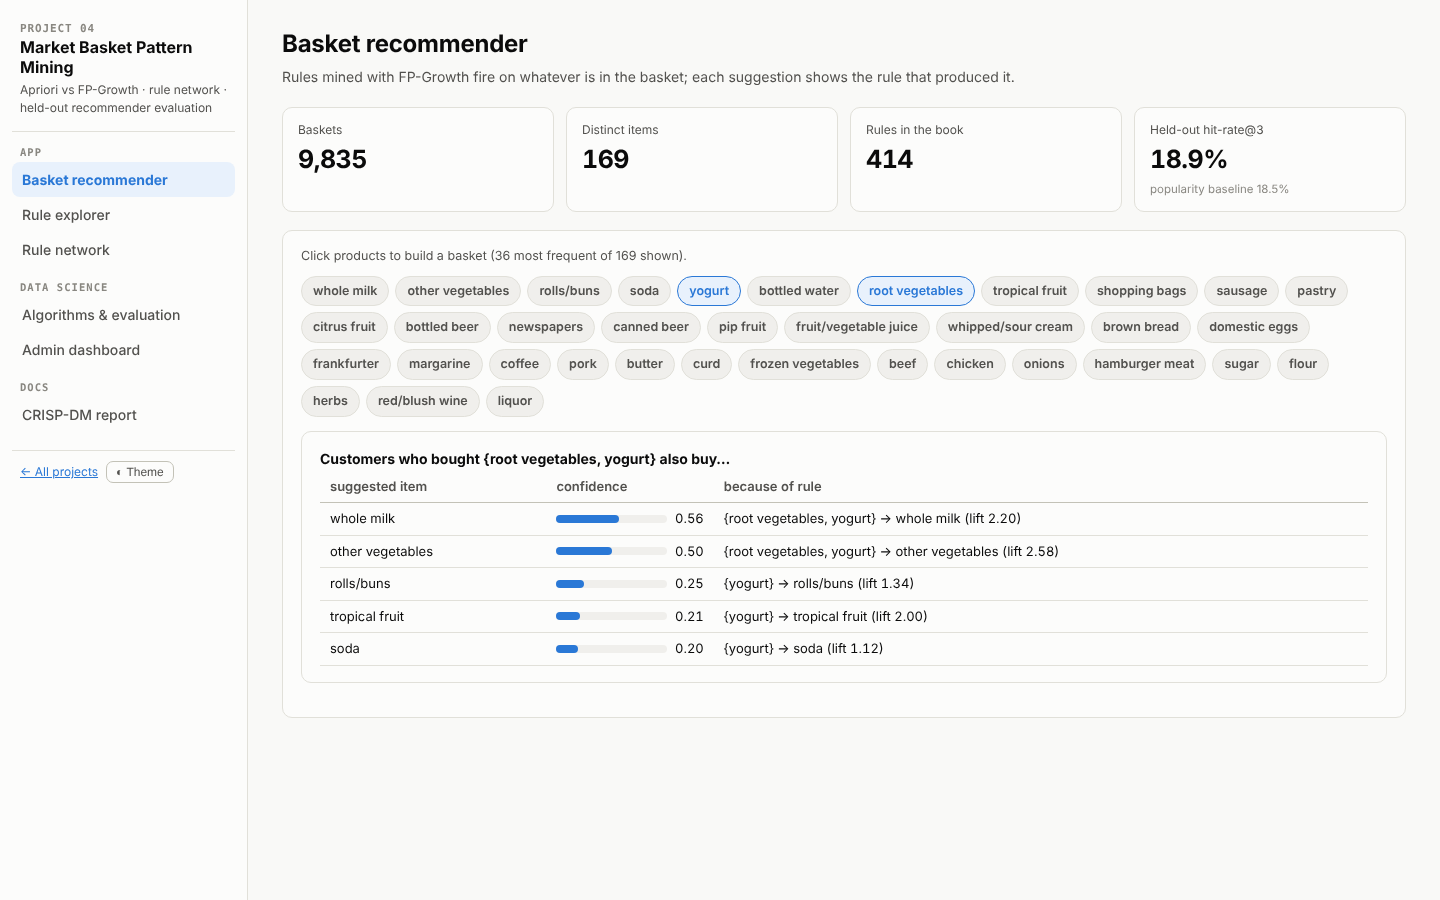 PROJECT 04
Market Basket Pattern
Mining
Apriori vs FP-Growth · rule network ·
held-out recommender evaluation
APP
Basket recommender
Rule explorer
Rule network
DATA SCIENCE
Algorithms & evaluation
Admin dashboard
DOCS
CRISP-DM report
← All projects
Theme
Basket recommender
Rules mined with FP-Growth fire on whatever is in the basket; each suggestion shows the rule that produced it.
Baskets
9,835
Distinct items
169
Rules in the book
414
Held-out hit-rate@3
18.9%
popularity baseline 18.5%
Click products to build a basket (36 most frequent of 169 shown).
whole milk other vegetables rolls/buns soda yogurt bottled water root vegetables tropical fruit shopping bags sausage pastry
citrus fruit bottled beer newspapers canned beer pip fruit fruit/vegetable juice whipped/sour cream brown bread domestic eggs
frankfurter margarine coffee pork butter curd frozen vegetables beef chicken onions hamburger meat sugar flour
herbs red/blush wine liquor
Customers who bought {root vegetables, yogurt} also buy…
suggested item confidence because of rule
whole milk 0.56 {root vegetables, yogurt} → whole milk (lift 2.20)
other vegetables 0.50 {root vegetables, yogurt} → other vegetables (lift 2.58)
rolls/buns 0.25 {yogurt} → rolls/buns (lift 1.34)
tropical fruit 0.21 {yogurt} → tropical fruit (lift 2.00)
soda 0.20 {yogurt} → soda (lift 1.12)